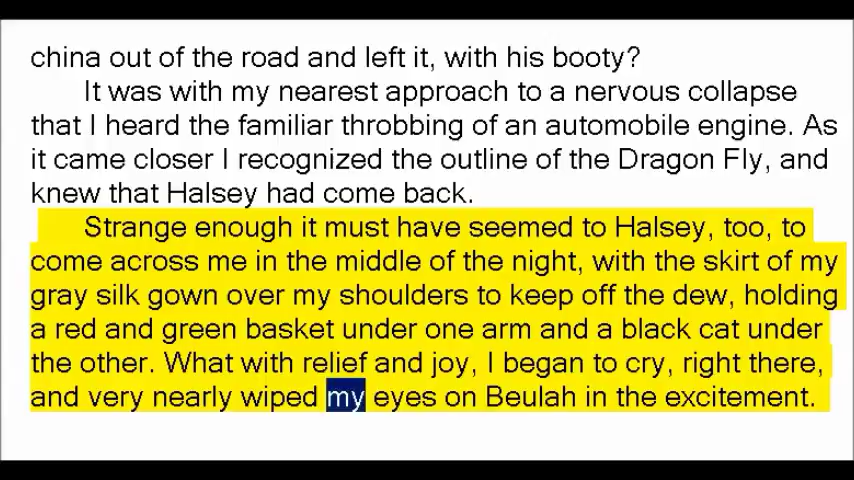 china out of the road and left it, with his booty?
It was with my nearest approach to a nervous collapse
that I heard the familiar throbbing of an automobile engine. As
it came closer I recognized the outline of the Dragon Fly, and
knew that Halsey had come back.
Strange enough it must have seemed to Halsey, too, to
come across me in the middle of the night, with the skirt of my
gray silk gown over my shoulders to keep off the dew, holding
a red and green basket under one arm and a black cat under
the other. What with relief and joy, I began to cry, right there,
and very nearly wiped my eyes on Beulah in the excitement.